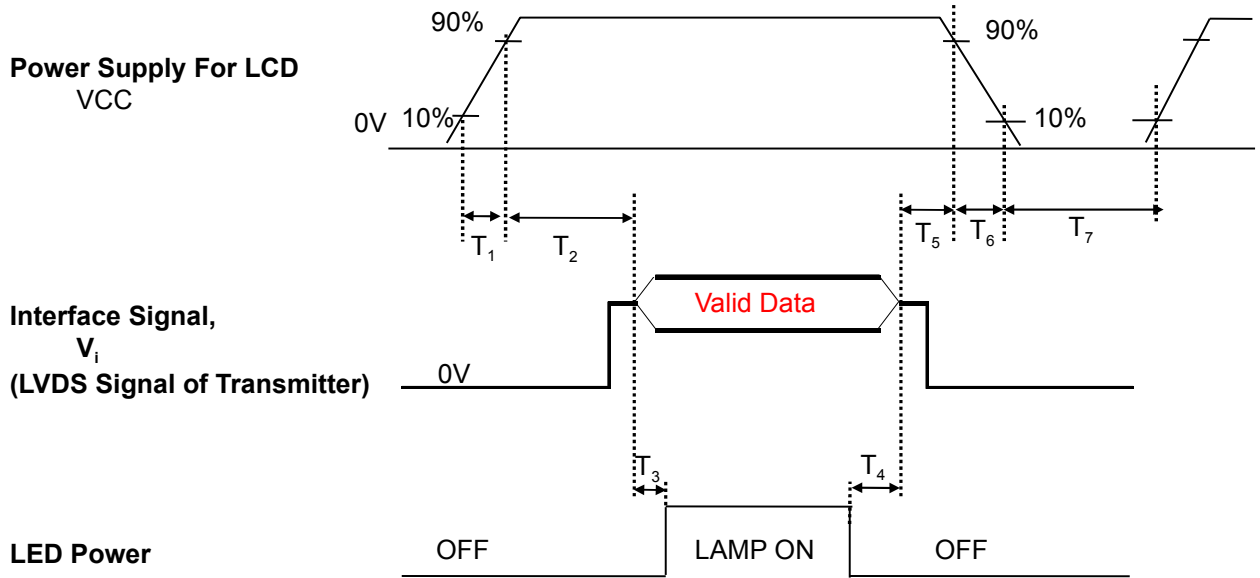 90%
90%
Power Supply For LCD
VCC
0V
10%
10%
T₁
T₂
T₅
T₆
T₇
Valid Data
Interface Signal,
Vᵢ
(LVDS Signal of Transmitter)
0V
T₃
T₄
LED Power
OFF
LAMP ON
OFF